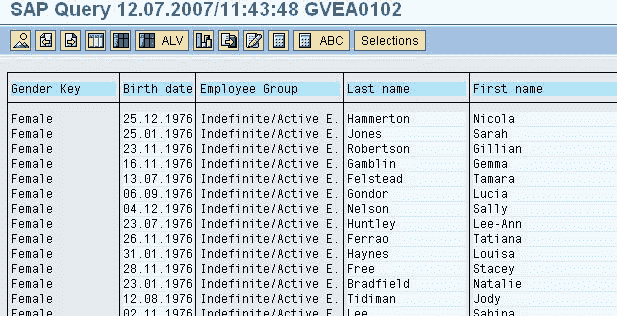 SAP Query 12.07.2007/11:43:48 GVEA0102
ALV ABC Selections
Gender Key Birth date Employee Group Last name First name
Female 25.12.1976 Indefinite/Active E. Hammerton Nicola
Female 25.01.1976 Indefinite/Active E. Jones Sarah
Female 23.11.1976 Indefinite/Active E. Robertson Gillian
Female 16.11.1976 Indefinite/Active E. Gamblin Gemma
Female 13.07.1976 Indefinite/Active E. Felstead Tamara
Female 06.09.1976 Indefinite/Active E. Gondor Lucia
Female 04.12.1976 Indefinite/Active E. Nelson Sally
Female 23.07.1976 Indefinite/Active E. Huntley Lee-Ann
Female 26.11.1976 Indefinite/Active E. Ferrao Tatiana
Female 31.01.1976 Indefinite/Active E. Haynes Louisa
Female 28.11.1976 Indefinite/Active E. Free Stacey
Female 23.01.1976 Indefinite/Active E. Bradfield Natalie
Female 12.08.1976 Indefinite/Active E. Tidiman Jody
Female 02.11.1976 Indefinite/Active E. Lee Sabina